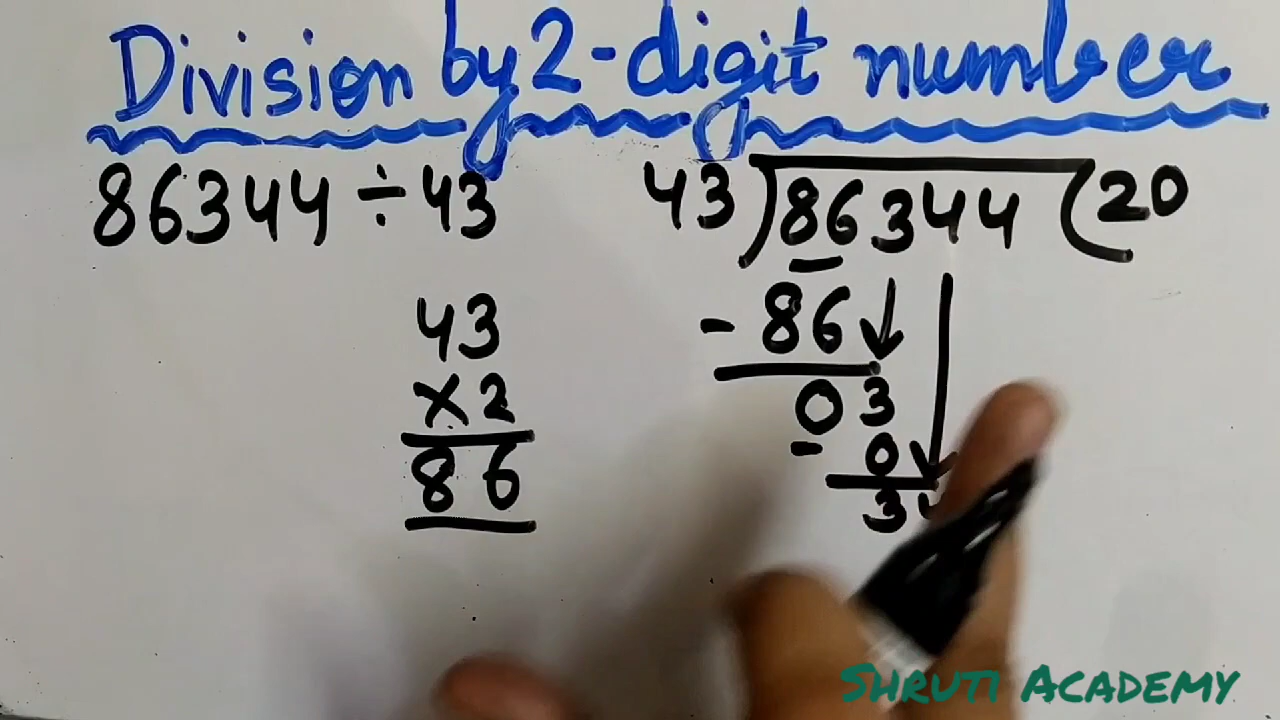 Division by 2-digit number
86344 ÷ 43
43)86344(20
43
×2
86
-86
03
-0
3
Shruti Academy